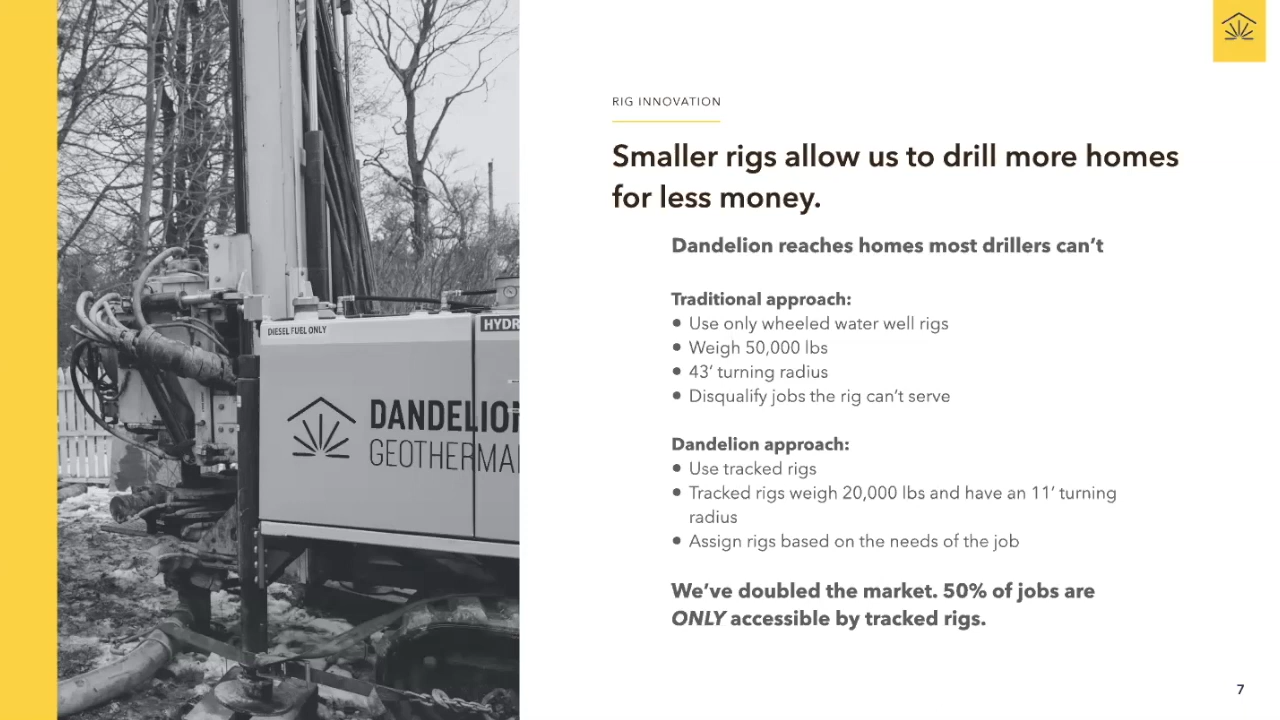 RIG INNOVATION
Smaller rigs allow us to drill more homes
for less money.
Dandelion reaches homes most drillers can’t
Traditional approach:
● Use only wheeled water well rigs
● Weigh 50,000 lbs
● 43’ turning radius
● Disqualify jobs the rig can’t serve
Dandelion approach:
● Use tracked rigs
● Tracked rigs weigh 20,000 lbs and have an 11’ turning
radius
● Assign rigs based on the needs of the job
We’ve doubled the market. 50% of jobs are
ONLY accessible by tracked rigs.
7
DIESEL FUEL ONLY
HYDR
DANDELION
GEOTHERMA